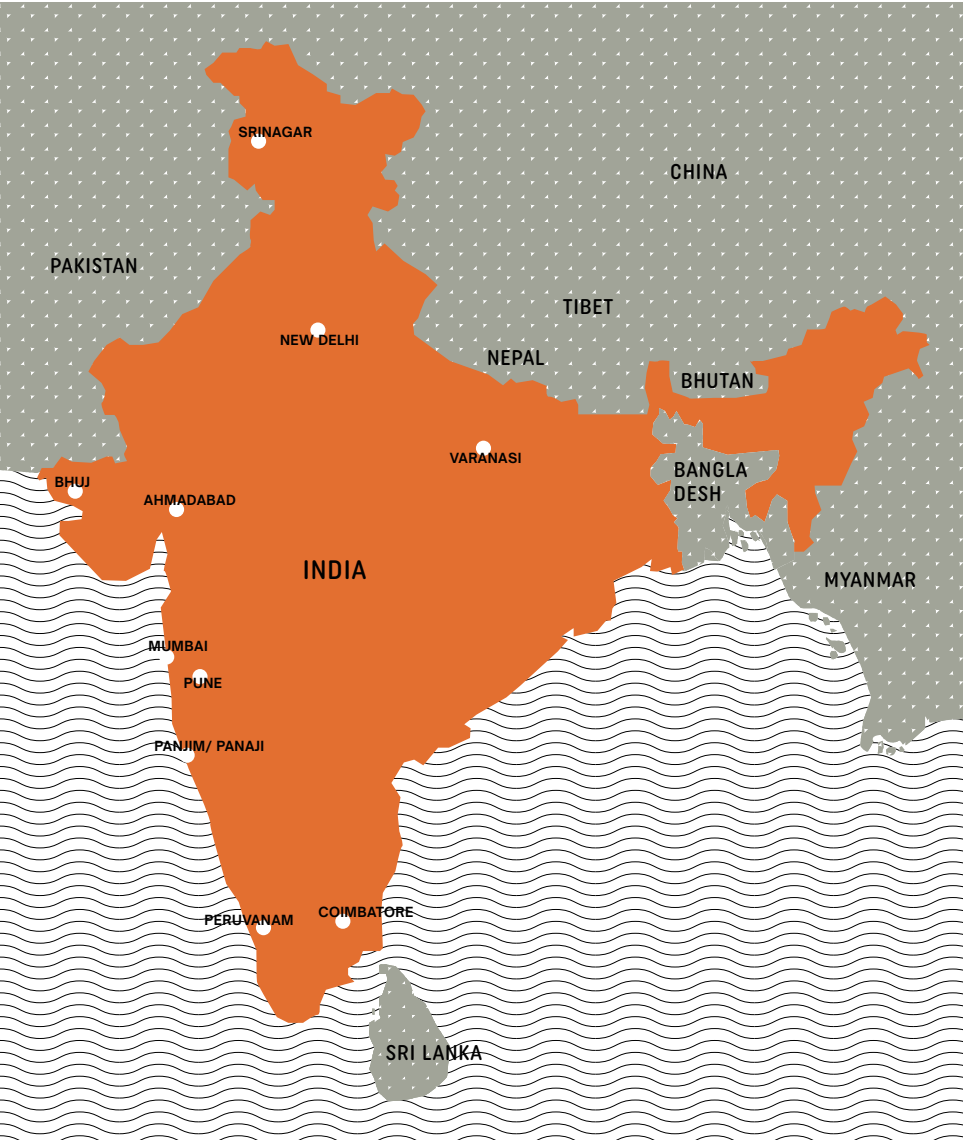 SRINAGAR
CHINA
PAKISTAN
TIBET
NEW DELHI
NEPAL
BHUTAN
VARANASI
BANGLA
DESH
BHUJ
AHMADABAD
INDIA
MYANMAR
MUMBAI
PUNE
PANJIM/ PANAJI
COIMBATORE
PERUVANAM
SRI LANKA